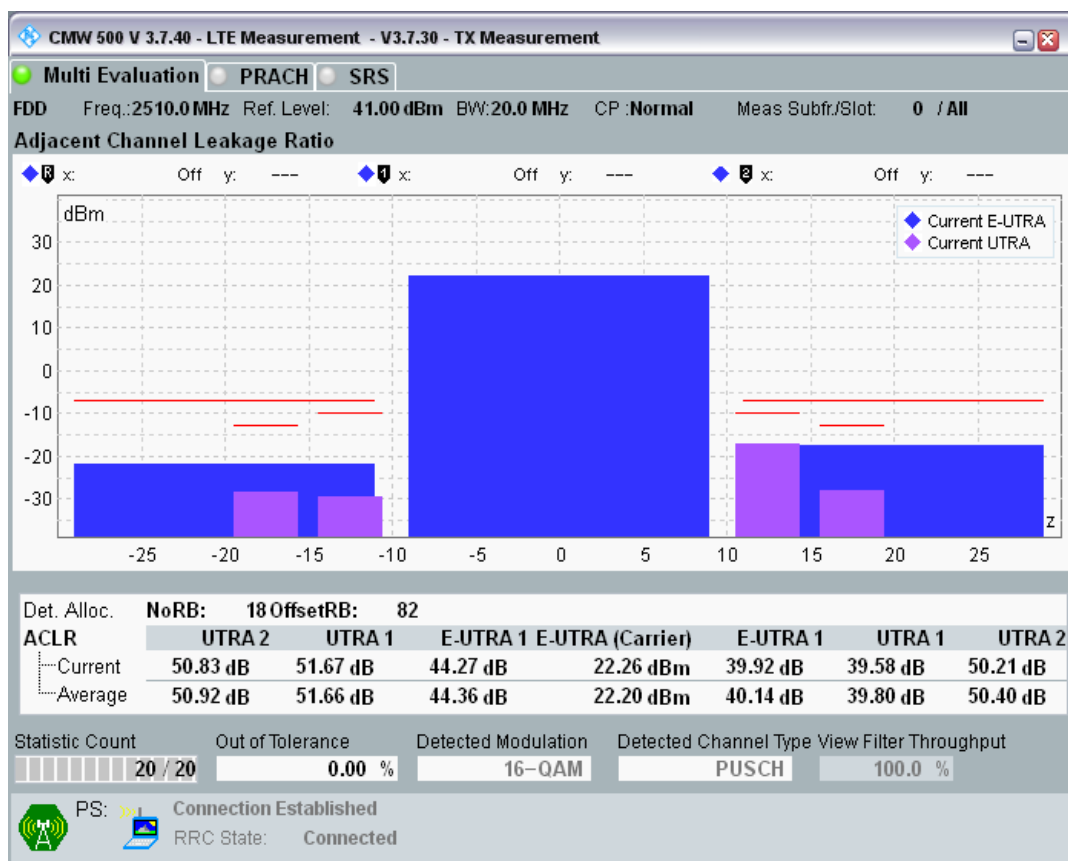 CMW 500 V 3.7.40 - LTE Measurement - V3.7.30 - TX Measurement
Multi Evaluation PRACH SRS
FDD Freq.:2510.0 MHz Ref. Level: 41.00 dBm BW:20.0 MHz CP :Normal Meas Subfr./Slot: 0 / All
Adjacent Channel Leakage Ratio
R x: Off y: --- 1 x: Off y: --- 2 x: Off y: ---
dBm
Current E-UTRA
Current UTRA
30
20
10
0
-10
-20
-30
z
-25 -20 -15 -10 -5 0 5 10 15 20 25
Det. Alloc. NoRB: 18 OffsetRB: 82
ACLR UTRA 2 UTRA 1 E-UTRA 1 E-UTRA (Carrier) E-UTRA 1 UTRA 1 UTRA 2
Current 50.83 dB 51.67 dB 44.27 dB 22.26 dBm 39.92 dB 39.58 dB 50.21 dB
Average 50.92 dB 51.66 dB 44.36 dB 22.20 dBm 40.14 dB 39.80 dB 50.40 dB
Statistic Count Out of Tolerance Detected Modulation Detected Channel Type View Filter Throughput
20 / 20 0.00 % 16-QAM PUSCH 100.0 %
PS: Connection Established
RRC State: Connected